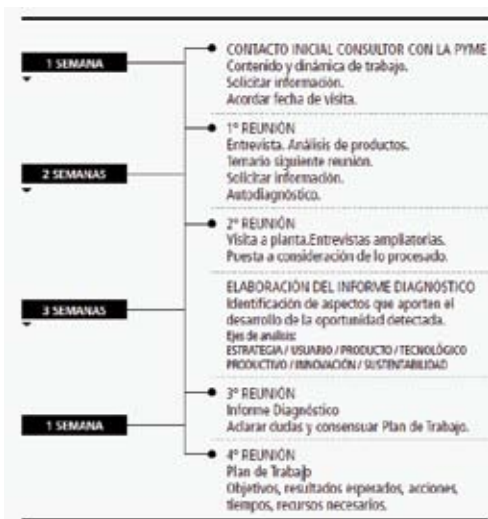 1 SEMANA
CONTACTO INICIAL CONSULTOR CON LA PYME
Contenido y dinámica de trabajo.
Solicitar información.
Acordar fecha de visita.
2 SEMANAS
1º REUNIÓN
Entrevista. Análisis de productos.
Temario siguiente reunión.
Solicitar información.
Autodiagnóstico.
2º REUNIÓN
Visita a planta.Entrevistas ampliatorias.
Puesta a consideración de lo procesado.
3 SEMANAS
ELABORACIÓN DEL INFORME DIAGNÓSTICO
Identificación de aspectos que aporten el
desarrollo de la oportunidad detectada.
Ejes de analisis:
ESTRATEGIA / USUARIO / PRODUCTO / TECNOLÓGICO
PRODUCTIVO / INNOVACIÓN / SUSTENTABILIDAD
1 SEMANA
3º REUNIÓN
Informe Diagnóstico
Aclarar dudas y consensuar Plan de Trabajo.
4º REUNIÓN
Plan de Trabajo
Objetivos, resultados esperados, acciones,
tiempos, recursos necesarios.